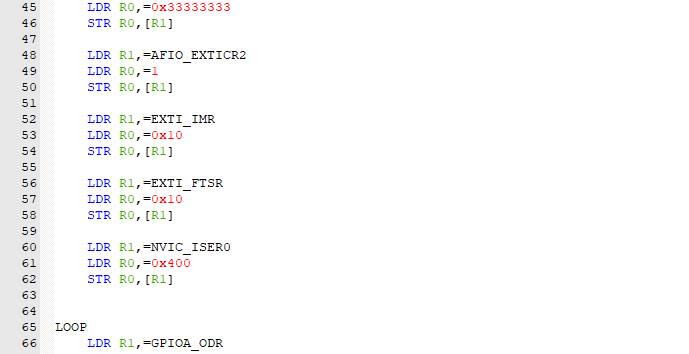 45 LDR R0,=0x33333333
46 STR R0,[R1]
47
48 LDR R1,=AFIO_EXTICR2
49 LDR R0,=1
50 STR R0,[R1]
51
52 LDR R1,=EXTI_IMR
53 LDR R0,=0x10
54 STR R0,[R1]
55
56 LDR R1,=EXTI_FTSR
57 LDR R0,=0x10
58 STR R0,[R1]
59
60 LDR R1,=NVIC_ISER0
61 LDR R0,=0x400
62 STR R0,[R1]
63
64
65 LOOP
66 LDR R1,=GPIOA_ODR